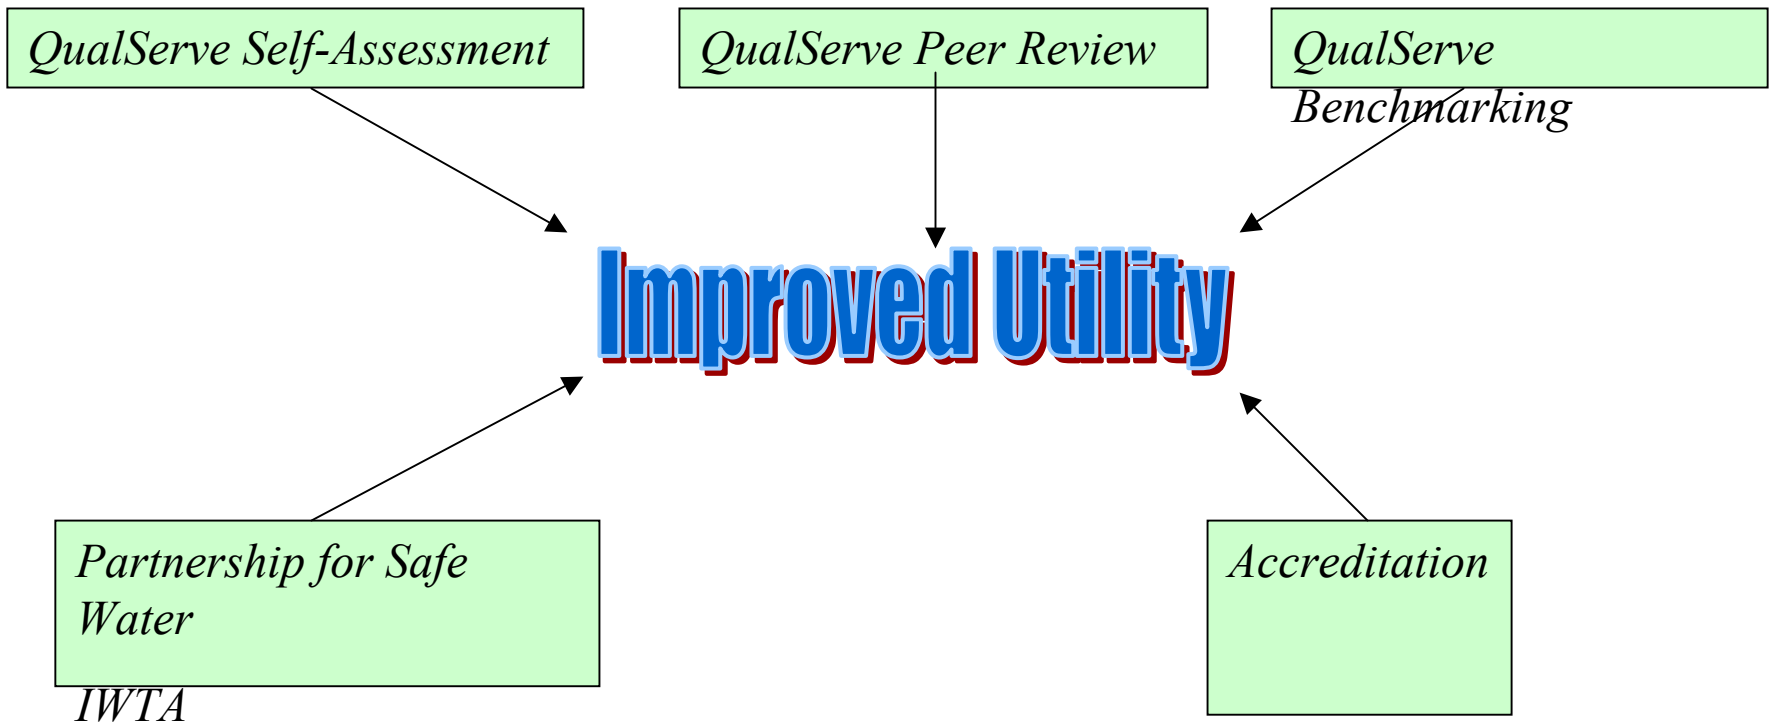 QualServe Self-Assessment
QualServe Peer Review
QualServe
Benchmarking
Improved Utility
Partnership for Safe
Water
IWTA
Accreditation